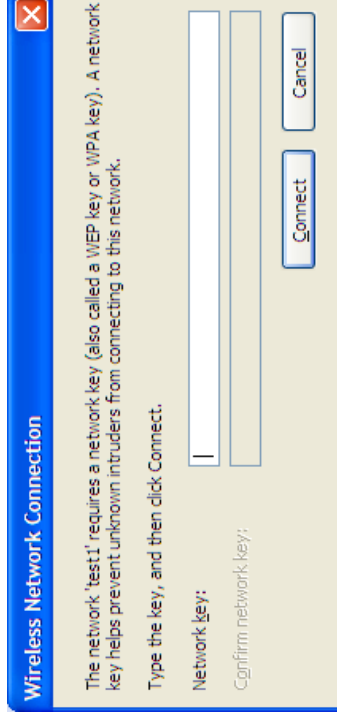 Wireless Network Connection
The network 'test1' requires a network key (also called a WEP key or WPA key). A network
key helps prevent unknown intruders from connecting to this network.
Type the key, and then click Connect.
Network key:
Confirm network key:
Connect
Cancel